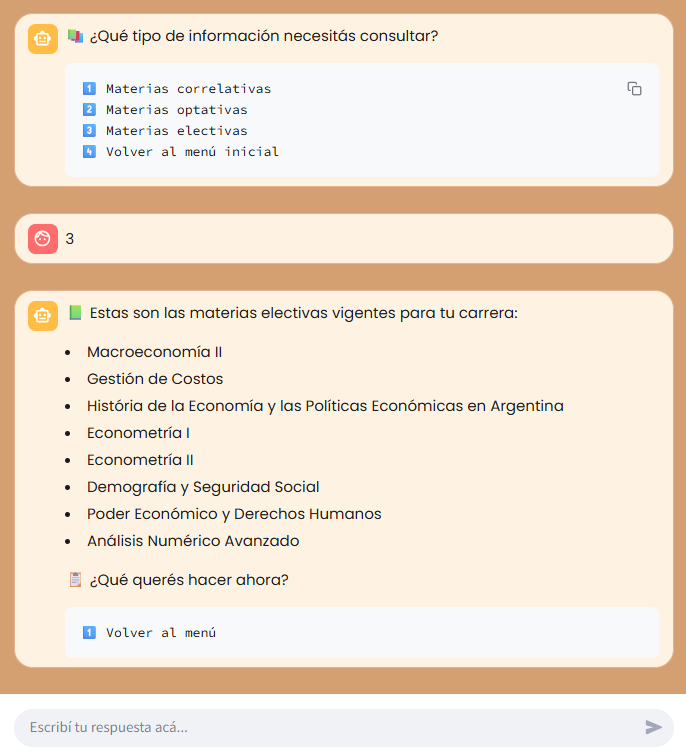 📚 ¿Qué tipo de información necesitás consultar?
1️⃣ Materias correlativas
2️⃣ Materias optativas
3️⃣ Materias electivas
4️⃣ Volver al menú inicial
3
📗 Estas son las materias electivas vigentes para tu carrera:
• Macroeconomía II
• Gestión de Costos
• História de la Economía y las Políticas Económicas en Argentina
• Econometría I
• Econometría II
• Demografía y Seguridad Social
• Poder Económico y Derechos Humanos
• Análisis Numérico Avanzado
📋 ¿Qué querés hacer ahora?
1️⃣ Volver al menú
Escribí tu respuesta acá...